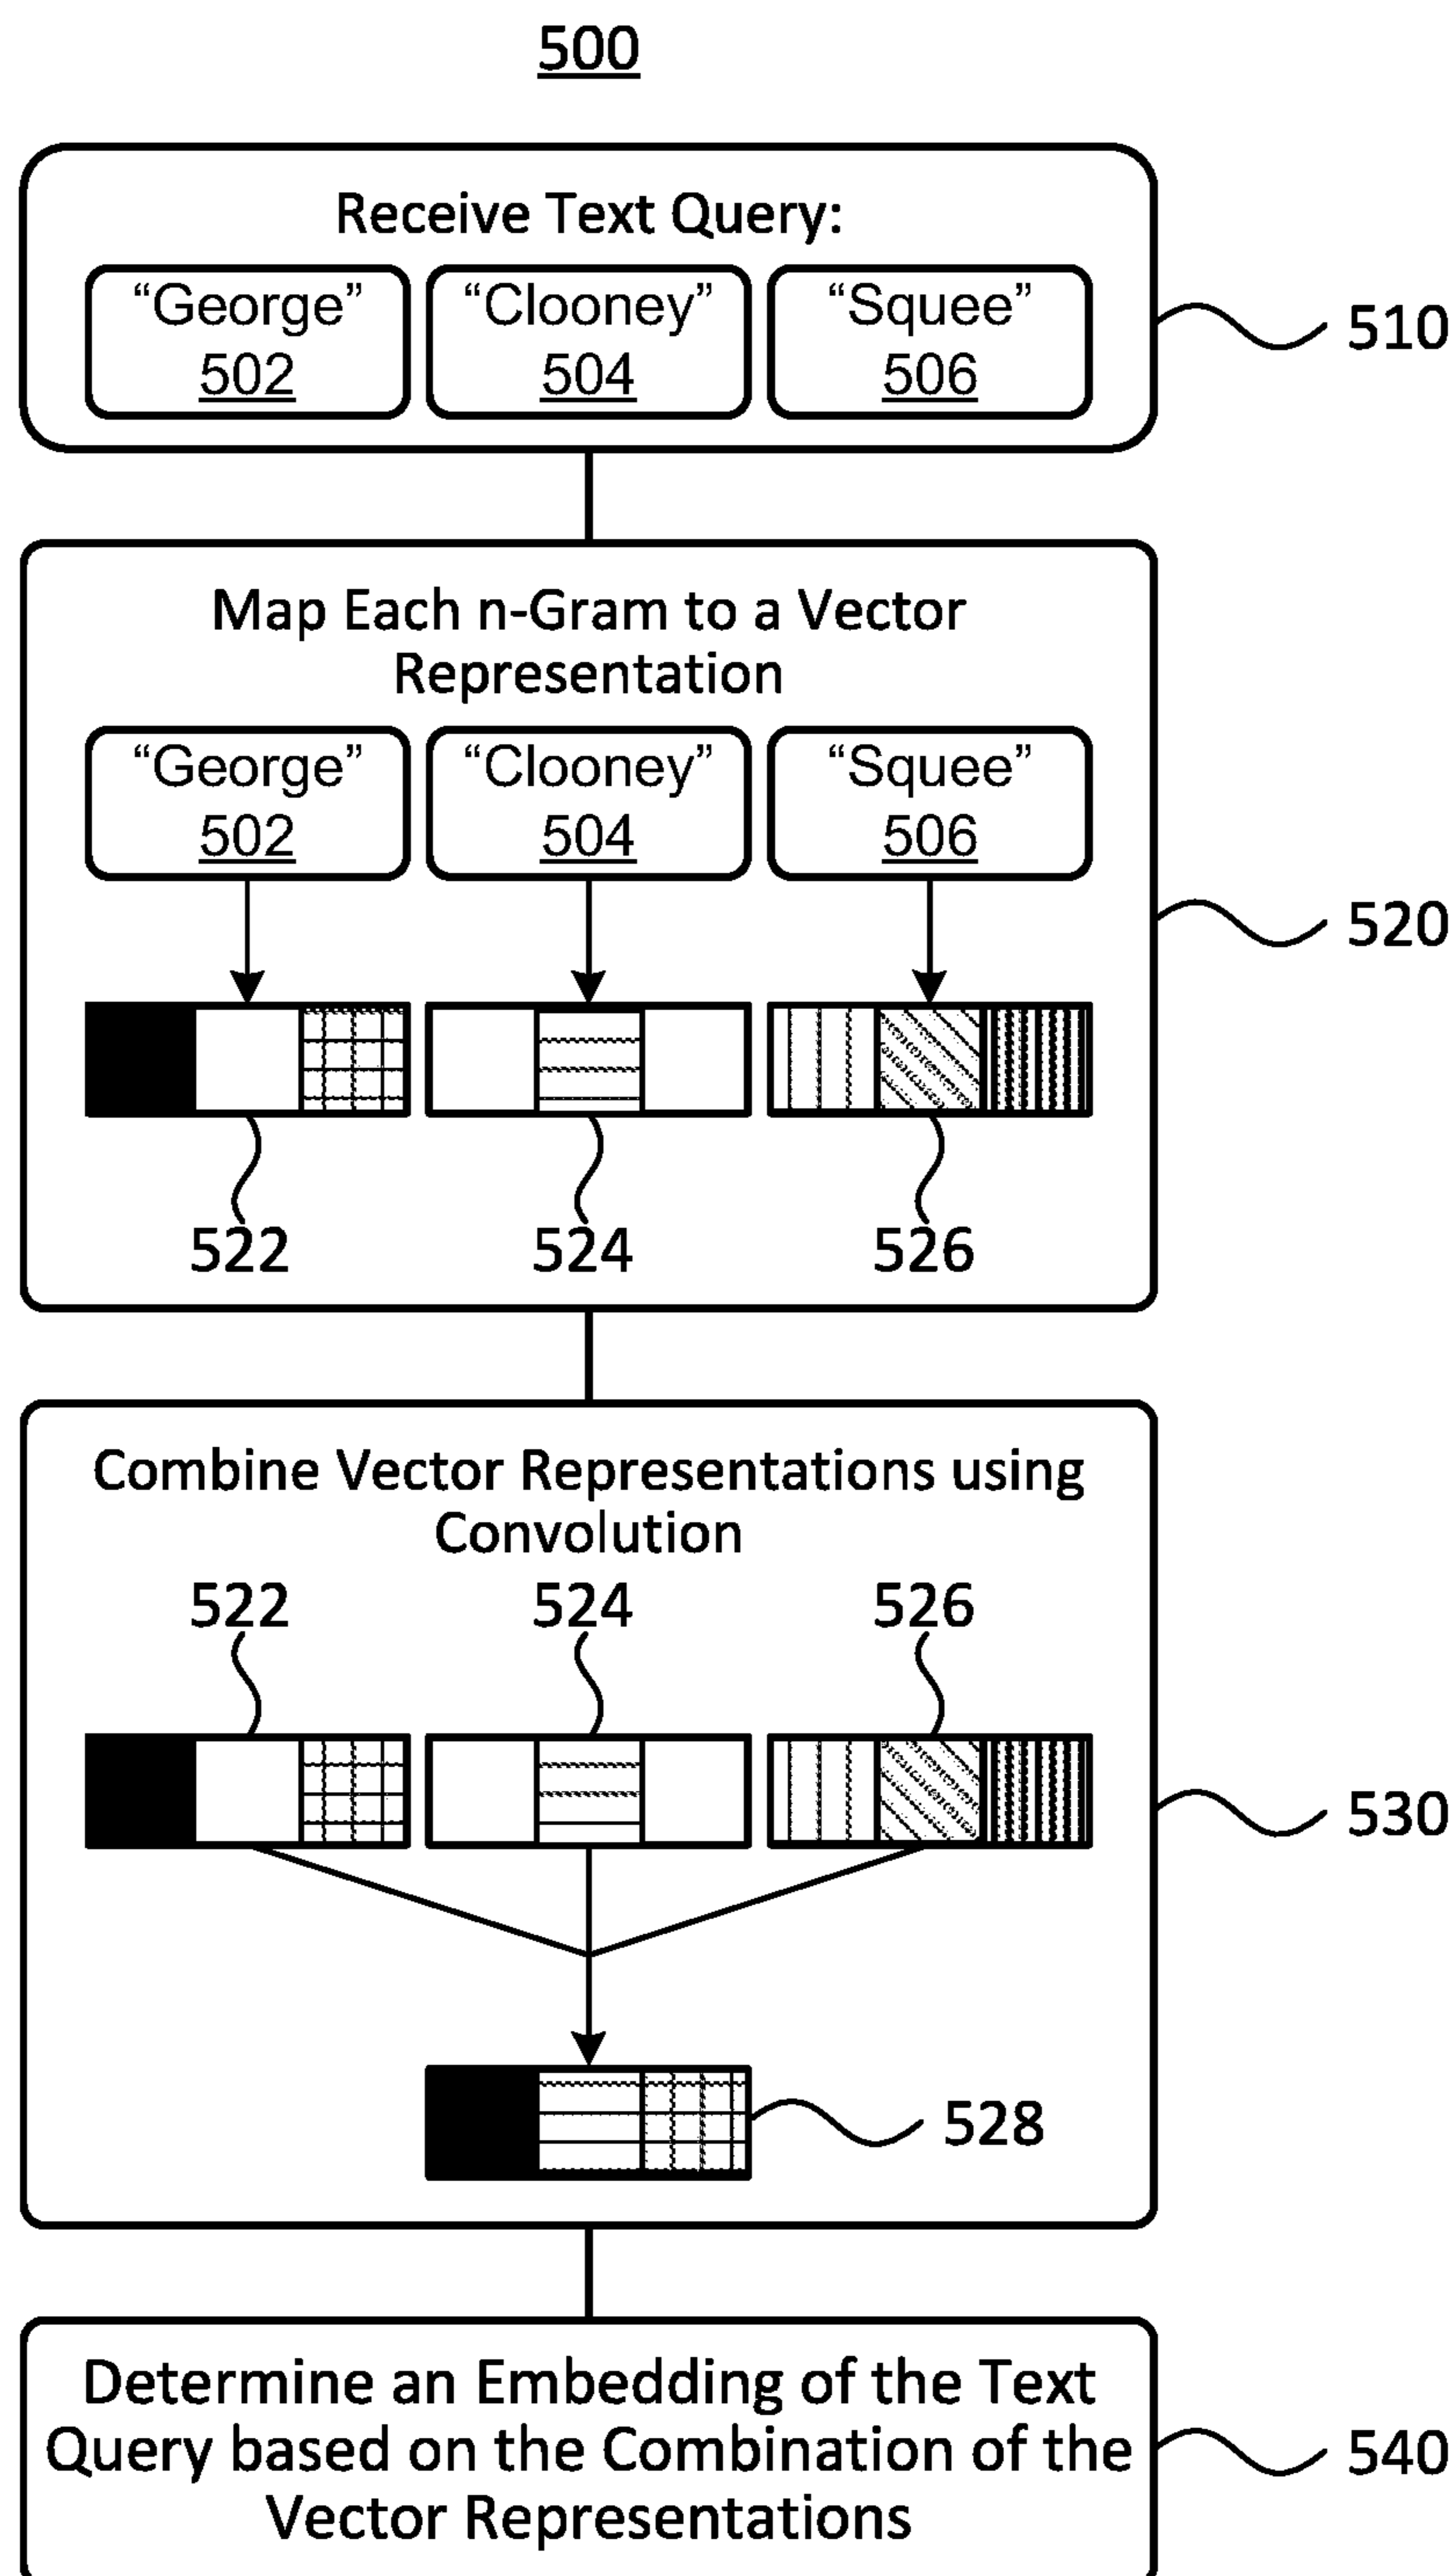 500
Receive Text Query:
“George” “Clooney” “Squee”
502 504 506
510
Map Each n-Gram to a Vector
Representation
“George” “Clooney” “Squee”
502 504 506
520
522 524 526
Combine Vector Representations using
Convolution
522 524 526
530
528
Determine an Embedding of the Text
Query based on the Combination of the
Vector Representations
540